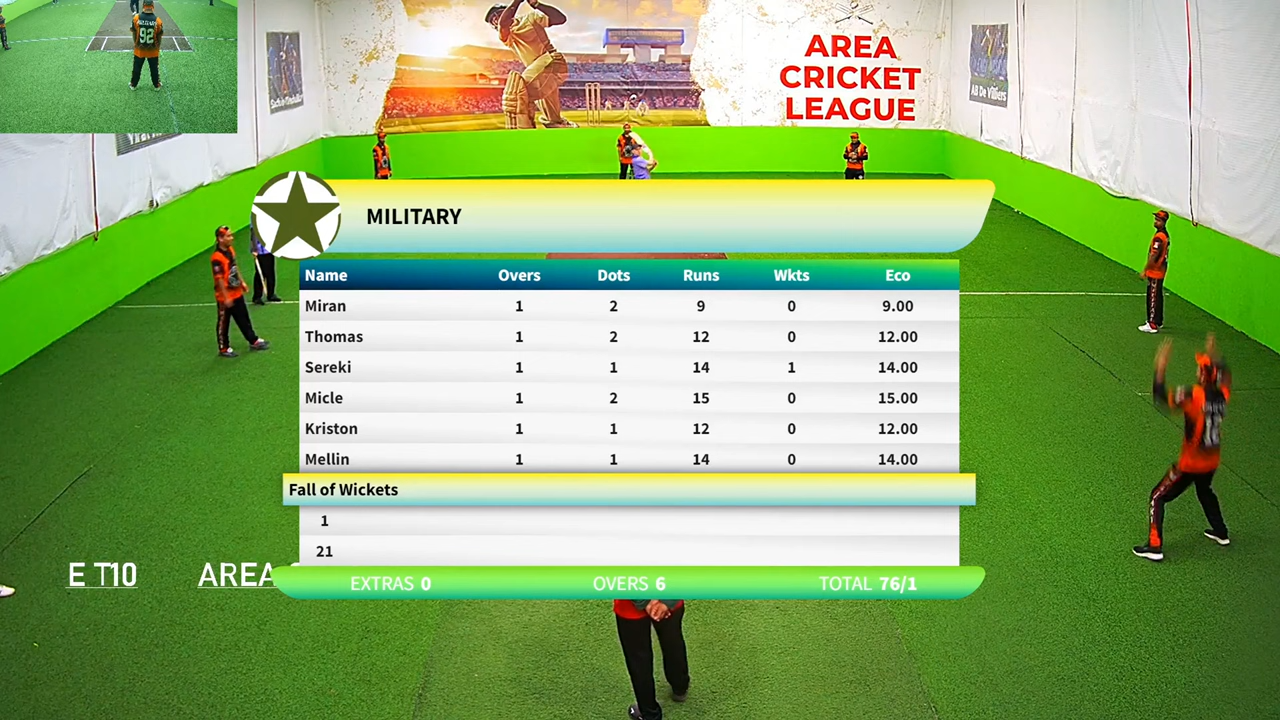 92
AREA
CRICKET
LEAGUE
AB De Villiers
MILITARY
Name Overs Dots Runs Wkts Eco
Miran 1 2 9 0 9.00
Thomas 1 2 12 0 12.00
Sereki 1 1 14 1 14.00
Micle 1 2 15 0 15.00
Kriston 1 1 12 0 12.00
Mellin 1 1 14 0 14.00
Fall of Wickets
1
21
E T10 AREA
EXTRAS 0 OVERS 6 TOTAL 76/1